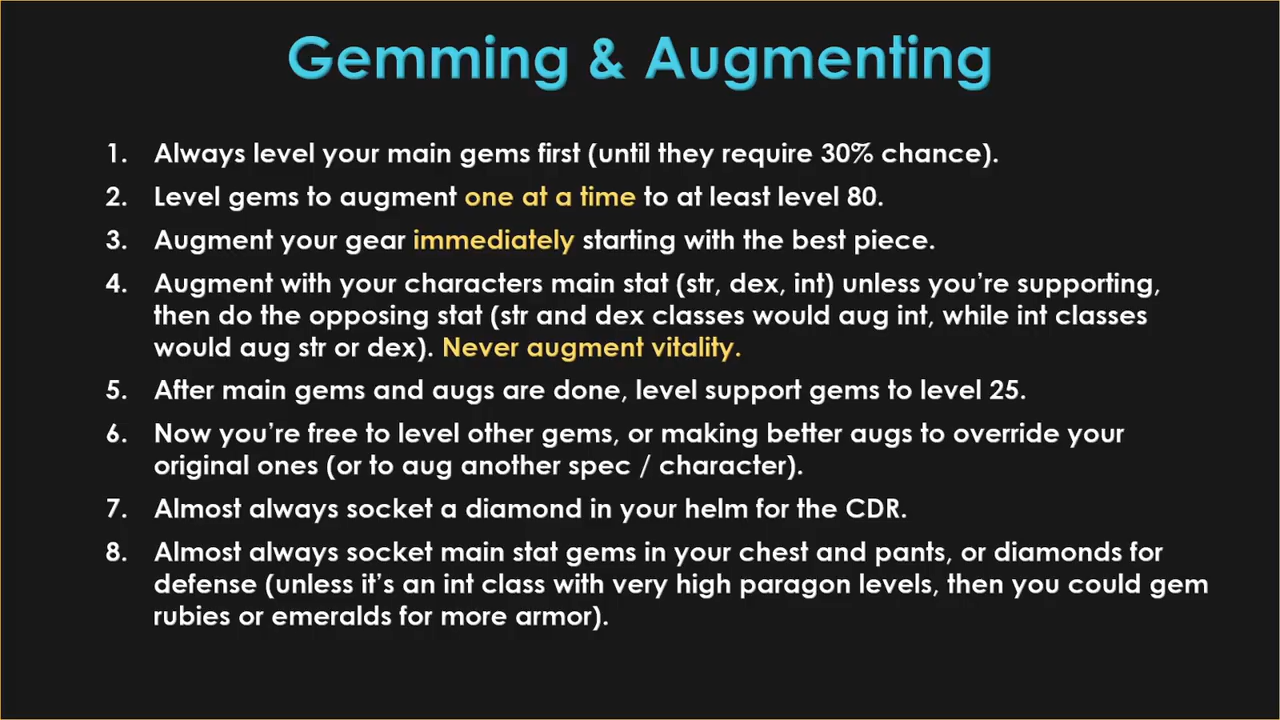 Gemming & Augmenting
1. Always level your main gems first (until they require 30% chance).
2. Level gems to augment one at a time to at least level 80.
3. Augment your gear immediately starting with the best piece.
4. Augment with your characters main stat (str, dex, int) unless you're supporting,
then do the opposing stat (str and dex classes would aug int, while int classes
would aug str or dex). Never augment vitality.
5. After main gems and augs are done, level support gems to level 25.
6. Now you're free to level other gems, or making better augs to override your
original ones (or to aug another spec / character).
7. Almost always socket a diamond in your helm for the CDR.
8. Almost always socket main stat gems in your chest and pants, or diamonds for
defense (unless it's an int class with very high paragon levels, then you could gem
rubies or emeralds for more armor).